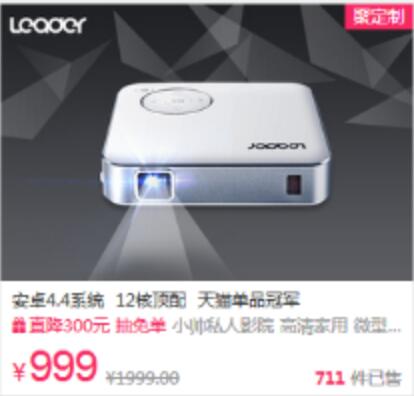 Leader
聚定制
Leader
安卓4.4系统 12核顶配 天猫单品冠军
直降300元 抽免单 小帅私人影院 高清家用 微型...
¥999 ¥1999.00 711 件已售